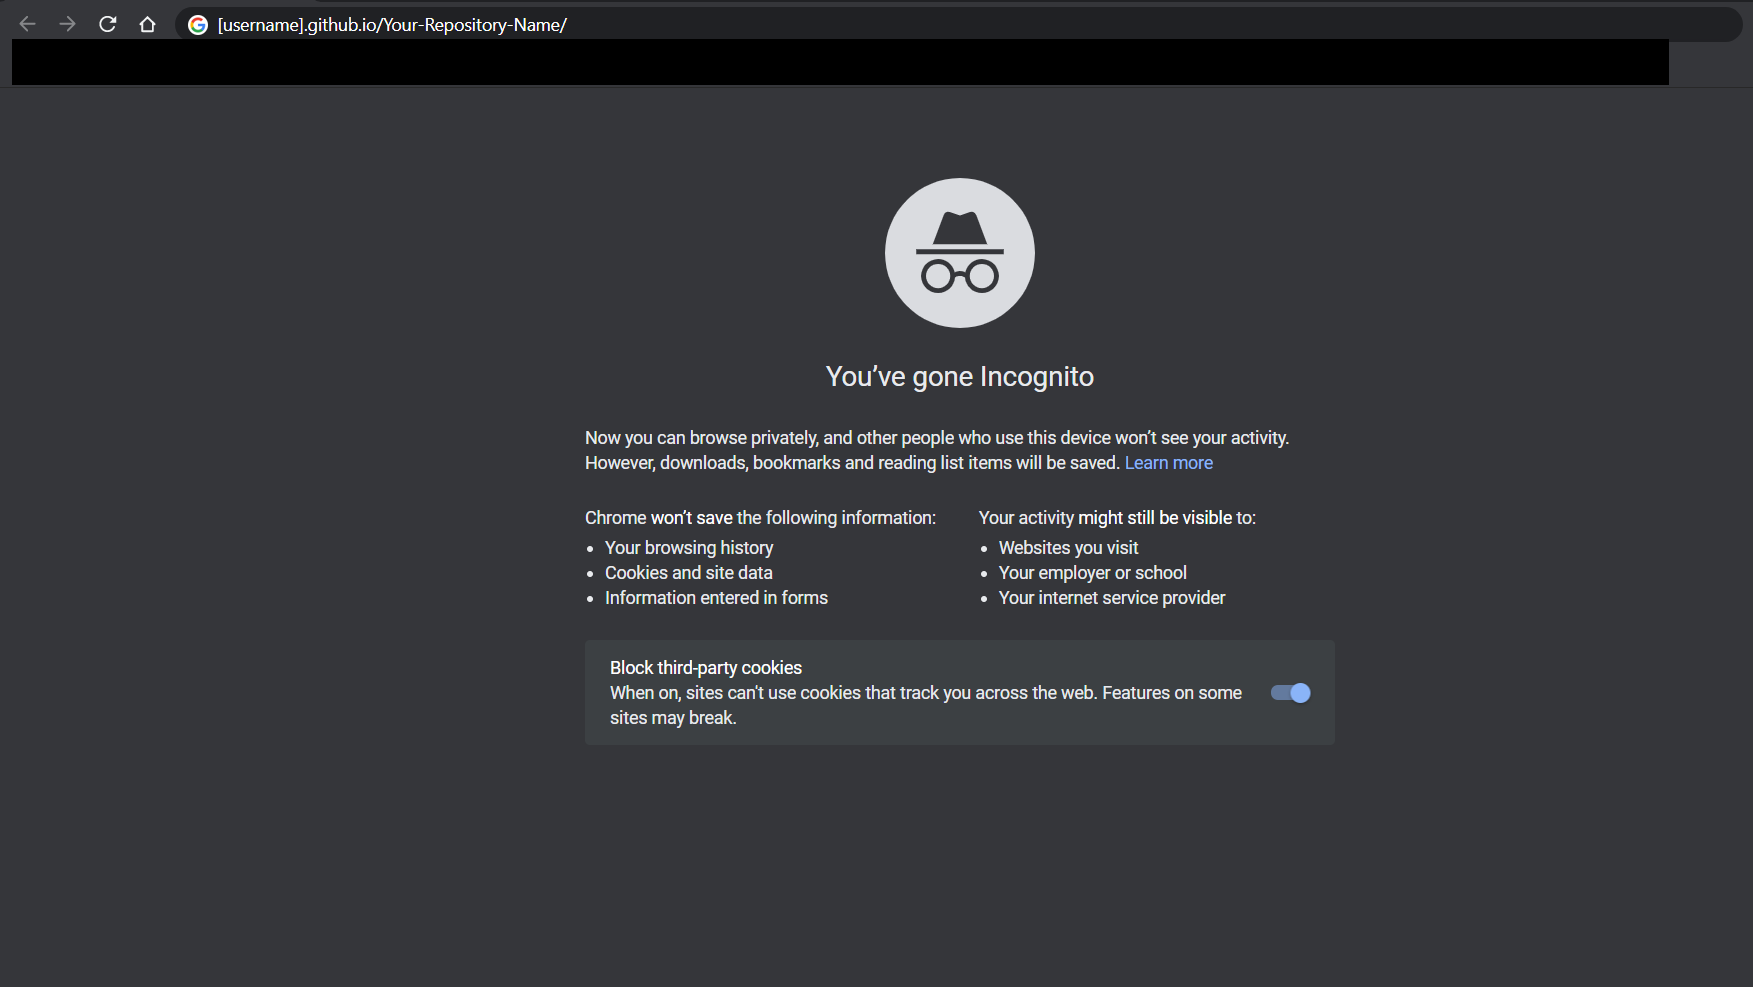 [username].github.io/Your-Repository-Name/
You’ve gone Incognito
Now you can browse privately, and other people who use this device won’t see your activity.
However, downloads, bookmarks and reading list items will be saved. Learn more
Chrome won’t save the following information:
Your browsing history
Cookies and site data
Information entered in forms
Your activity might still be visible to:
Websites you visit
Your employer or school
Your internet service provider
Block third-party cookies
When on, sites can't use cookies that track you across the web. Features on some
sites may break.